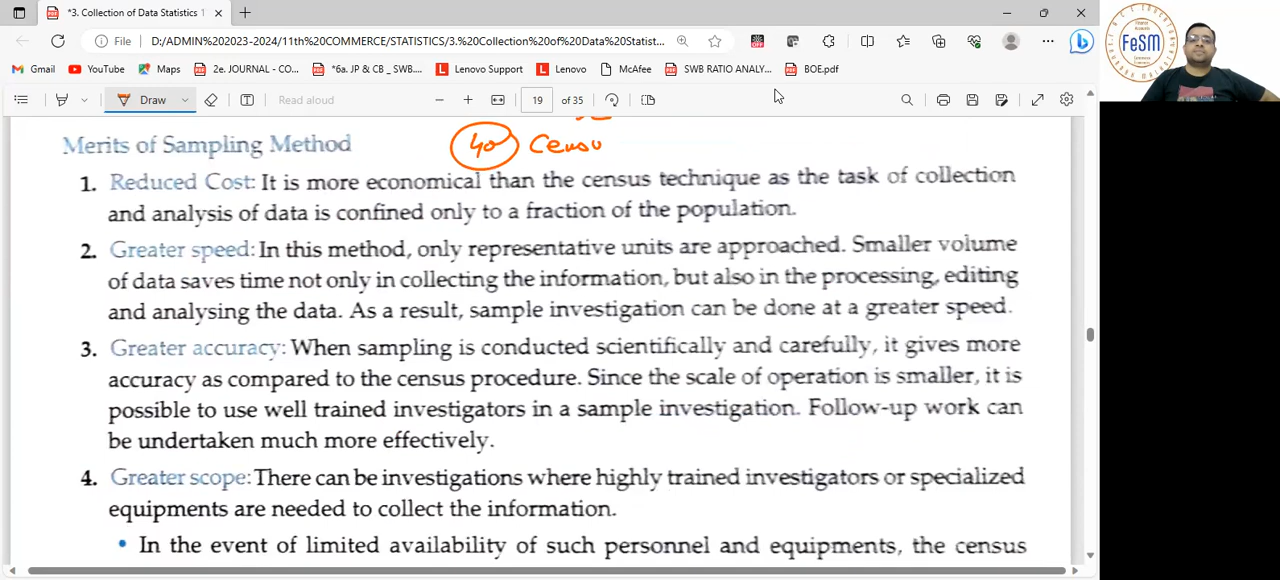 *3. Collection of Data Statistics 1
File D:/ADMIN%202023-2024/11th%20COMMERCE/STATISTICS/3.%20Collection%20of%20Data%20Statist...
Gmail YouTube Maps 2e. JOURNAL - CO... *6a. JP & CB _ SWB... Lenovo Support Lenovo McAfee SWB RATIO ANALY... BOE.pdf
Draw Read aloud 19 of 35
FeSM
Merits of Sampling Method
40 Censu
1. Reduced Cost: It is more economical than the census technique as the task of collection
and analysis of data is confined only to a fraction of the population.
2. Greater speed: In this method, only representative units are approached. Smaller volume
of data saves time not only in collecting the information, but also in the processing, editing
and analysing the data. As a result, sample investigation can be done at a greater speed.
3. Greater accuracy: When sampling is conducted scientifically and carefully, it gives more
accuracy as compared to the census procedure. Since the scale of operation is smaller, it is
possible to use well trained investigators in a sample investigation. Follow-up work can
be undertaken much more effectively.
4. Greater scope: There can be investigations where highly trained investigators or specialized
equipments are needed to collect the information.
• In the event of limited availability of such personnel and equipments, the census